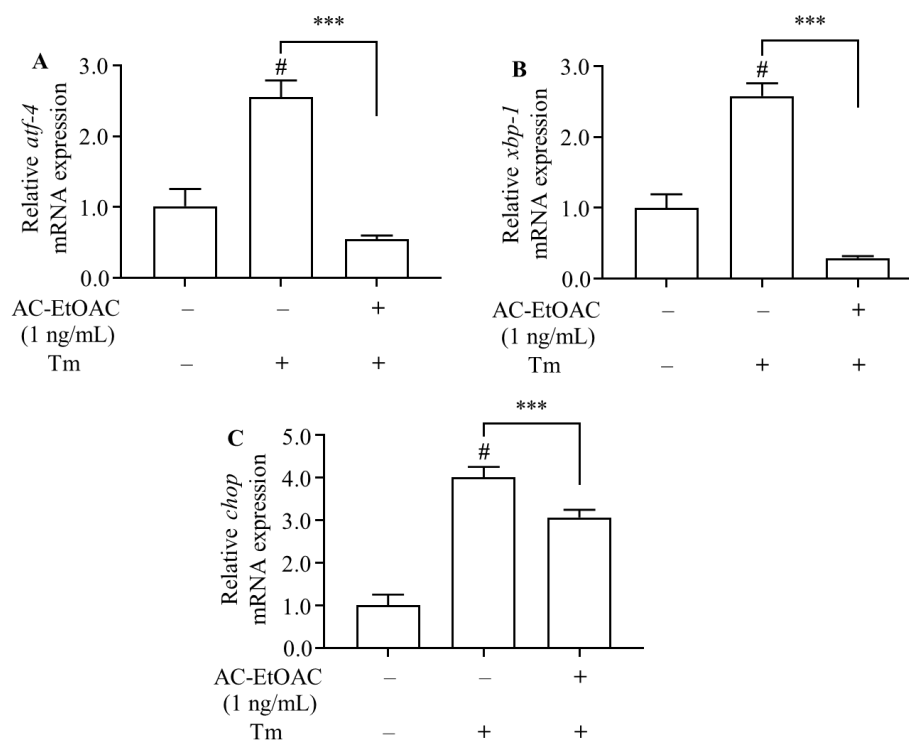 A
***
#
Relative atf-4
mRNA expression
3.0
2.0
1.0
0.0
AC-EtOAC – – +
(1 ng/mL)
Tm – + +
B
***
#
Relative xbp-1
mRNA expression
3.0
2.0
1.0
0.0
AC-EtOAC – – +
(1 ng/mL)
Tm – + +
C
***
#
Relative chop
mRNA expression
5.0
4.0
3.0
2.0
1.0
0.0
AC-EtOAC – – +
(1 ng/mL)
Tm – + +